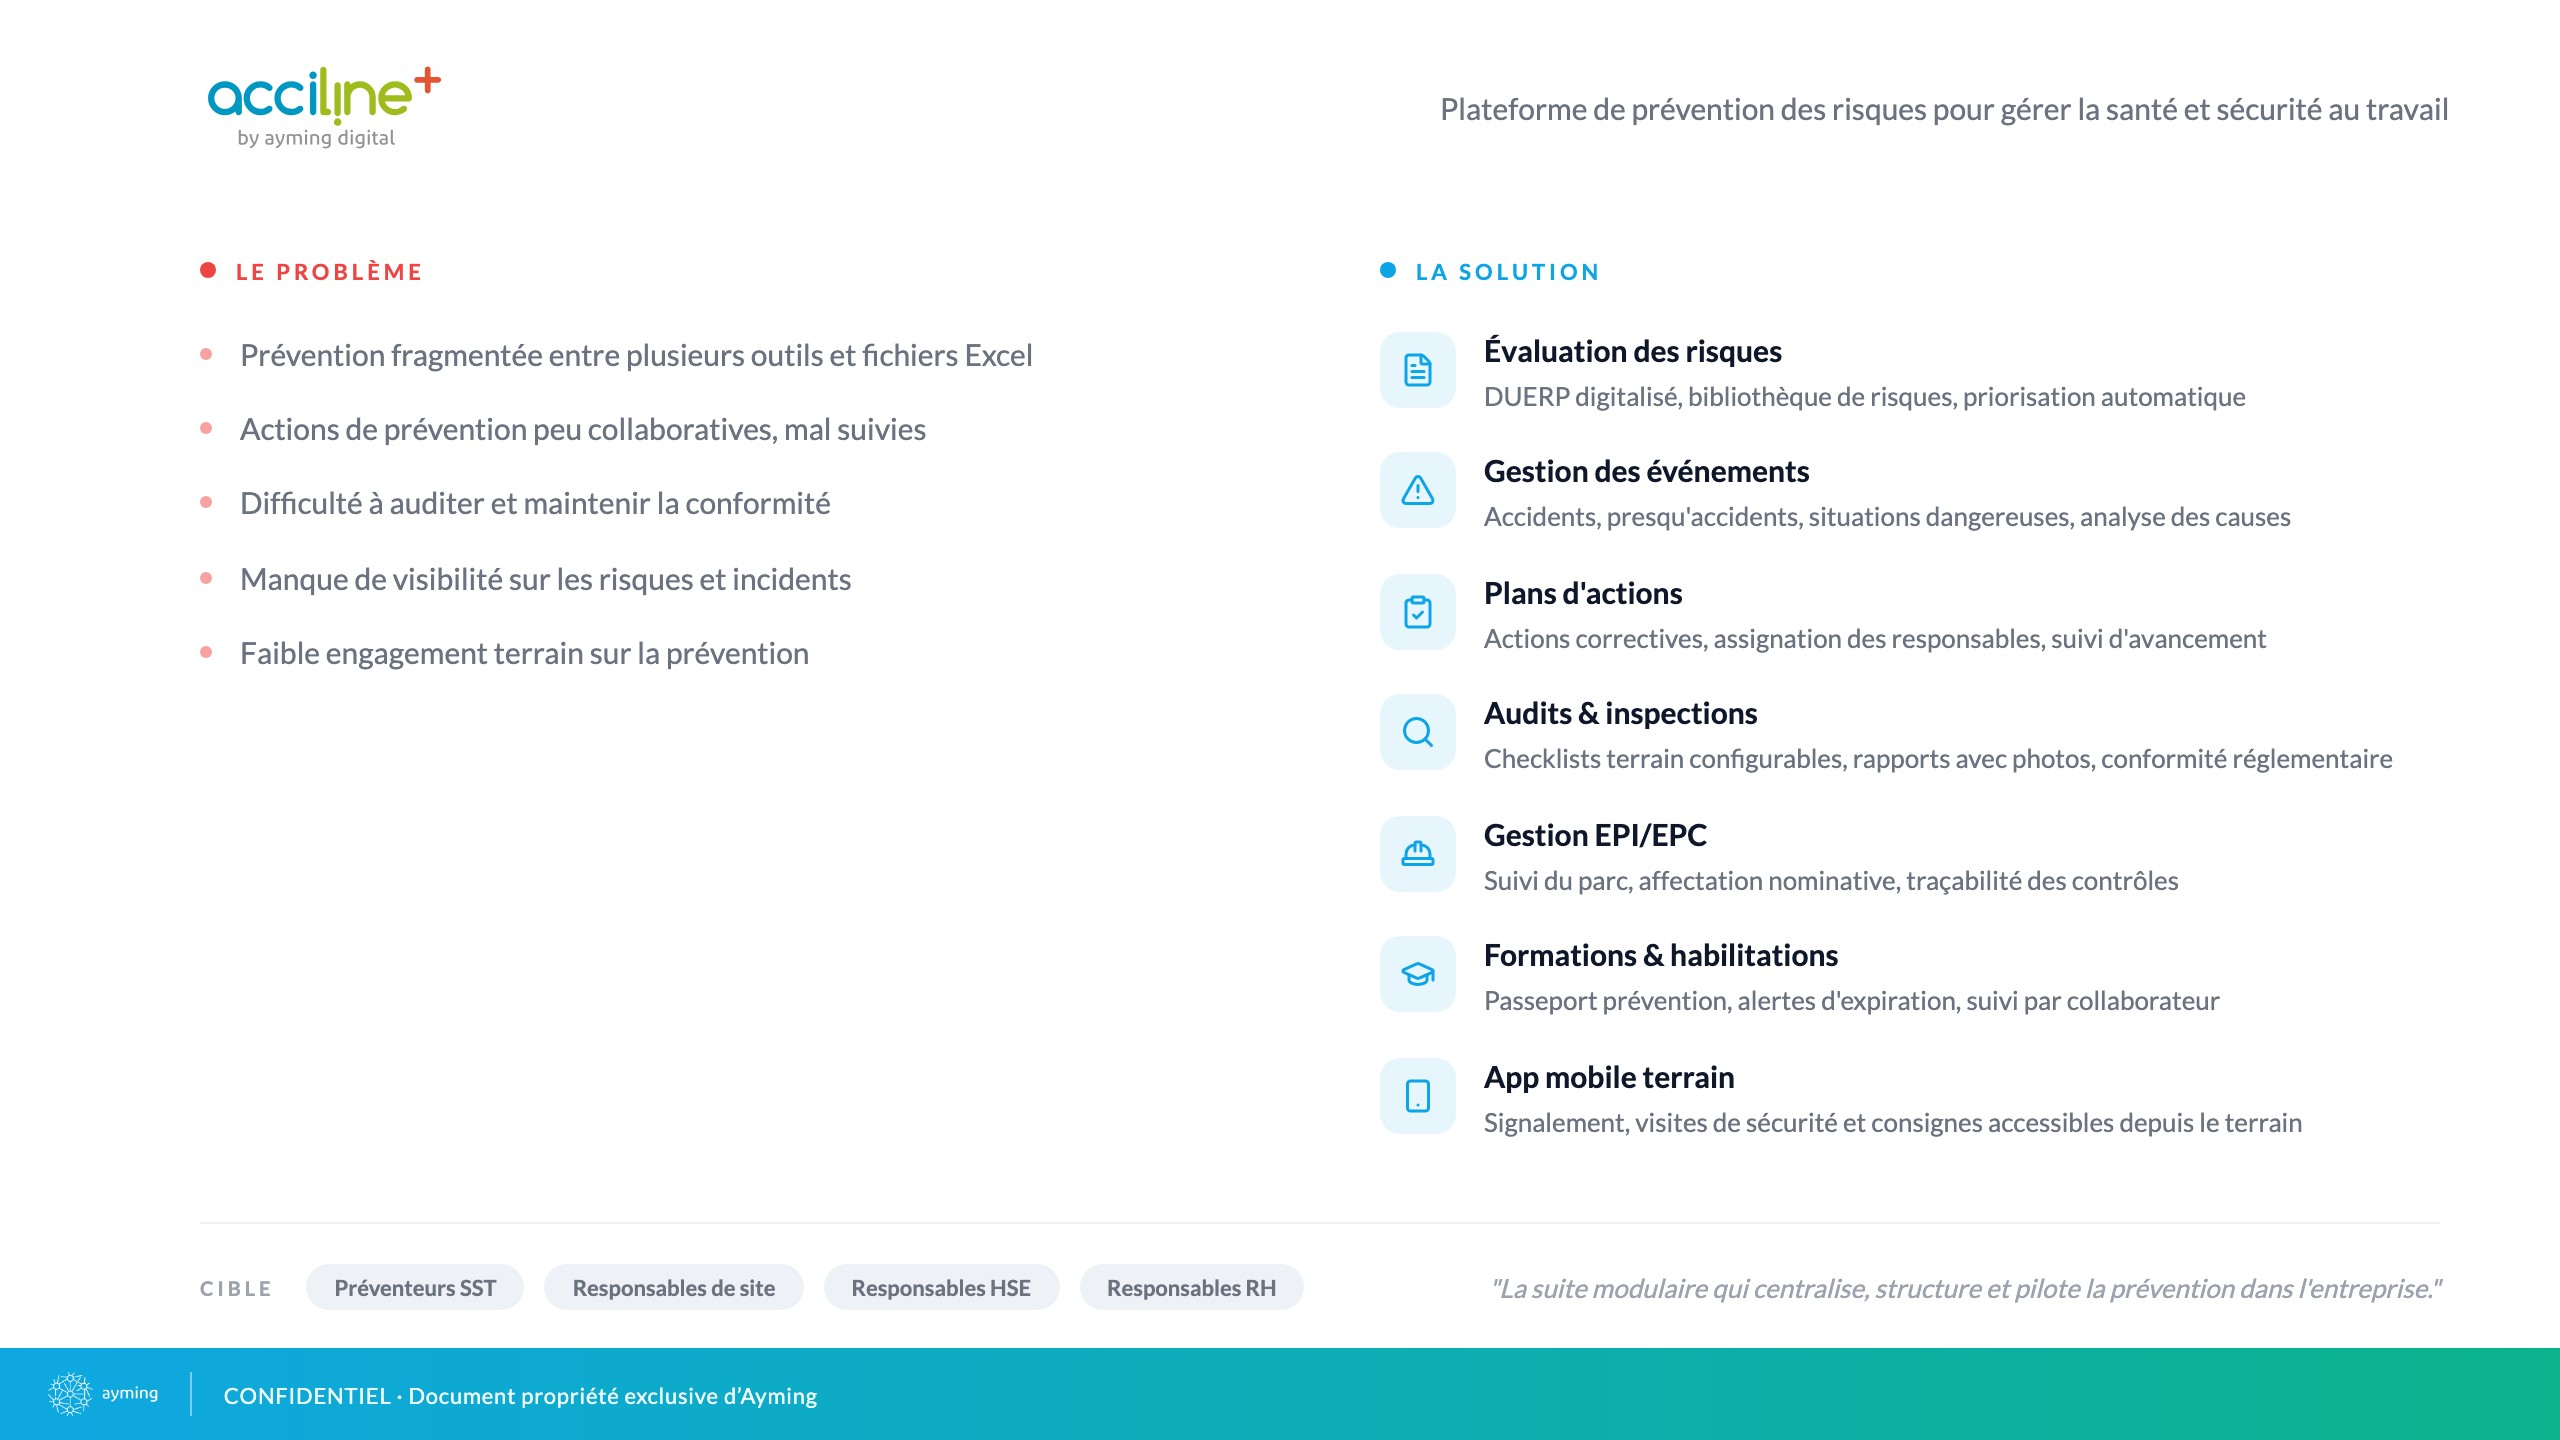 acciline+
by ayming digital
Plateforme de prévention des risques pour gérer la santé et sécurité au travail
LE PROBLÈME
Prévention fragmentée entre plusieurs outils et fichiers Excel
Actions de prévention peu collaboratives, mal suivies
Difficulté à auditer et maintenir la conformité
Manque de visibilité sur les risques et incidents
Faible engagement terrain sur la prévention
LA SOLUTION
Évaluation des risques
DUERP digitalisé, bibliothèque de risques, priorisation automatique
Gestion des événements
Accidents, presqu'accidents, situations dangereuses, analyse des causes
Plans d'actions
Actions correctives, assignation des responsables, suivi d'avancement
Audits & inspections
Checklists terrain configurables, rapports avec photos, conformité réglementaire
Gestion EPI/EPC
Suivi du parc, affectation nominative, traçabilité des contrôles
Formations & habilitations
Passeport prévention, alertes d'expiration, suivi par collaborateur
App mobile terrain
Signalement, visites de sécurité et consignes accessibles depuis le terrain
CIBLE
Préventeurs SST
Responsables de site
Responsables HSE
Responsables RH
"La suite modulaire qui centralise, structure et pilote la prévention dans l'entreprise."
ayming
CONFIDENTIEL · Document propriété exclusive d’Ayming